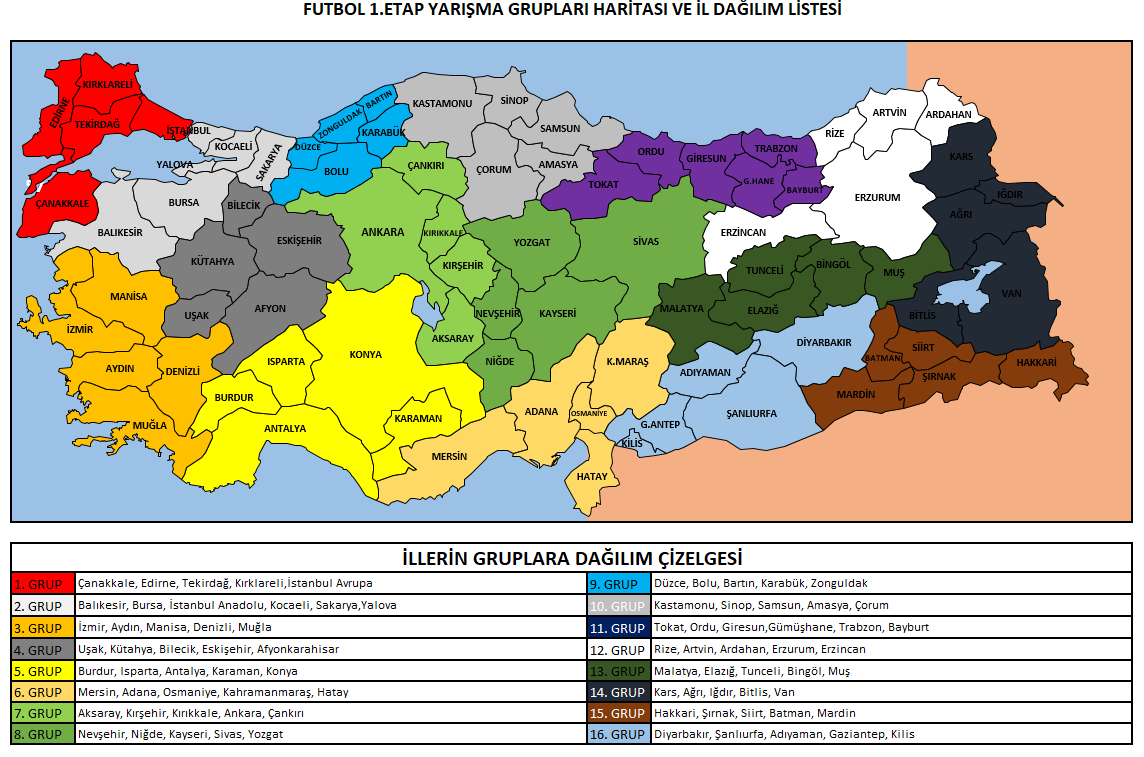 FUTBOL 1.ETAP YARIŞMA GRUPLARI HARİTASI VE İL DAĞILIM LİSTESİ
KIRKLARELİ
EDİRNE
TEKİRDAĞ
İSTANBUL
KOCAELİ
YALOVA
SAKARYA
DÜZCE
ZONGULDAK
BARTIN
KARABÜK
BOLU
KASTAMONU
SİNOP
SAMSUN
AMASYA
ÇORUM
ÇANKIRI
TOKAT
ORDU
GİRESUN
TRABZON
G.HANE
BAYBURT
RİZE
ARTVİN
ARDAHAN
KARS
IĞDIR
AĞRI
ERZURUM
ERZİNCAN
ÇANAKKALE
BALIKESİR
BURSA
BİLECİK
ESKİŞEHİR
KÜTAHYA
ANKARA
KIRIKKALE
KIRŞEHİR
YOZGAT
SİVAS
TUNCELİ
BİNGÖL
MUŞ
VAN
BİTLİS
MANİSA
İZMİR
UŞAK
AFYON
AKSARAY
NEVŞEHİR
KAYSERİ
MALATYA
ELAZIĞ
DİYARBAKIR
BATMAN
SİİRT
ŞIRNAK
HAKKARİ
MARDİN
AYDIN
DENİZLİ
ISPARTA
KONYA
NİĞDE
K.MARAŞ
ADIYAMAN
BURDUR
MUĞLA
ANTALYA
KARAMAN
MERSİN
ADANA
OSMANİYE
G.ANTEP
ŞANLIURFA
KİLİS
HATAY
İLLERİN GRUPLARA DAĞILIM ÇİZELGESİ
1. GRUP Çanakkale, Edirne, Tekirdağ, Kırklareli,İstanbul Avrupa
2. GRUP Balıkesir, Bursa, İstanbul Anadolu, Kocaeli, Sakarya,Yalova
3. GRUP İzmir, Aydın, Manisa, Denizli, Muğla
4. GRUP Uşak, Kütahya, Bilecik, Eskişehir, Afyonkarahisar
5. GRUP Burdur, Isparta, Antalya, Karaman, Konya
6. GRUP Mersin, Adana, Osmaniye, Kahramanmaraş, Hatay
7. GRUP Aksaray, Kırşehir, Kırıkkale, Ankara, Çankırı
8. GRUP Nevşehir, Niğde, Kayseri, Sivas, Yozgat
9. GRUP Düzce, Bolu, Bartın, Karabük, Zonguldak
10. GRUP Kastamonu, Sinop, Samsun, Amasya, Çorum
11. GRUP Tokat, Ordu, Giresun,Gümüşhane, Trabzon, Bayburt
12. GRUP Rize, Artvin, Ardahan, Erzurum, Erzincan
13. GRUP Malatya, Elazığ, Tunceli, Bingöl, Muş
14. GRUP Kars, Ağrı, Iğdır, Bitlis, Van
15. GRUP Hakkari, Şırnak, Siirt, Batman, Mardin
16. GRUP Diyarbakır, Şanlıurfa, Adıyaman, Gaziantep, Kilis